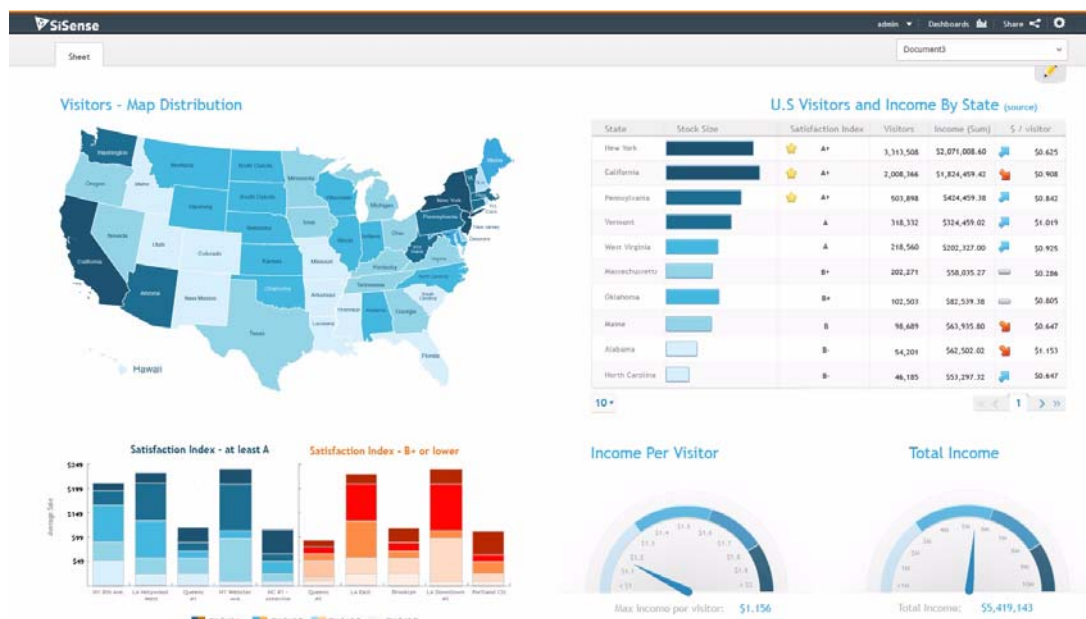 SiSense
admin Dashboards Share
Sheet
Document3
Visitors - Map Distribution
Washington
Montana
North Dakota
Minnesota
Maine
Oregon
Idaho
South Dakota
Wisconsin
Michigan
New York
Wyoming
Nebraska
Iowa
Pennsylvania
New Jersey
Nevada
Utah
Colorado
Illinois
Indiana
Ohio
Delaware
California
Kansas
Missouri
Kentucky
Arizona
New Mexico
Oklahoma
Arkansas
Tennessee
Texas
Louisiana
Alabama
Georgia
Florida
Hawaii
U.S Visitors and Income By State (source)
State Stock Size Satisfaction Index Visitors Income (Sum) $ / visitor
New York A+ 3,313,508 $2,071,008.60 $0.625
California A+ 2,008,366 $1,824,459.42 $0.908
Pennsylvania A+ 503,898 $424,459.38 $0.842
Vermont A 318,332 $324,459.02 $1.019
West Virginia A 218,560 $202,327.00 $0.925
B+ 202,271 $58,035.27 $0.286
Oklahoma B+ 102,503 $82,539.38 $0.805
Maine B 98,689 $63,935.80 $0.647
Alabama B- 54,201 $62,502.02 $1.153
North Carolina B- 46,185 $53,297.32 $0.647
10
1
Satisfaction Index - at least A
Satisfaction Index - B+ or lower
Average Sale
$249
$199
$149
$99
$49
LA East
Brooklyn
LA Downtown
Income Per Visitor
Max income per visitor: $1.156
Total Income
Total Income: $5,419,143